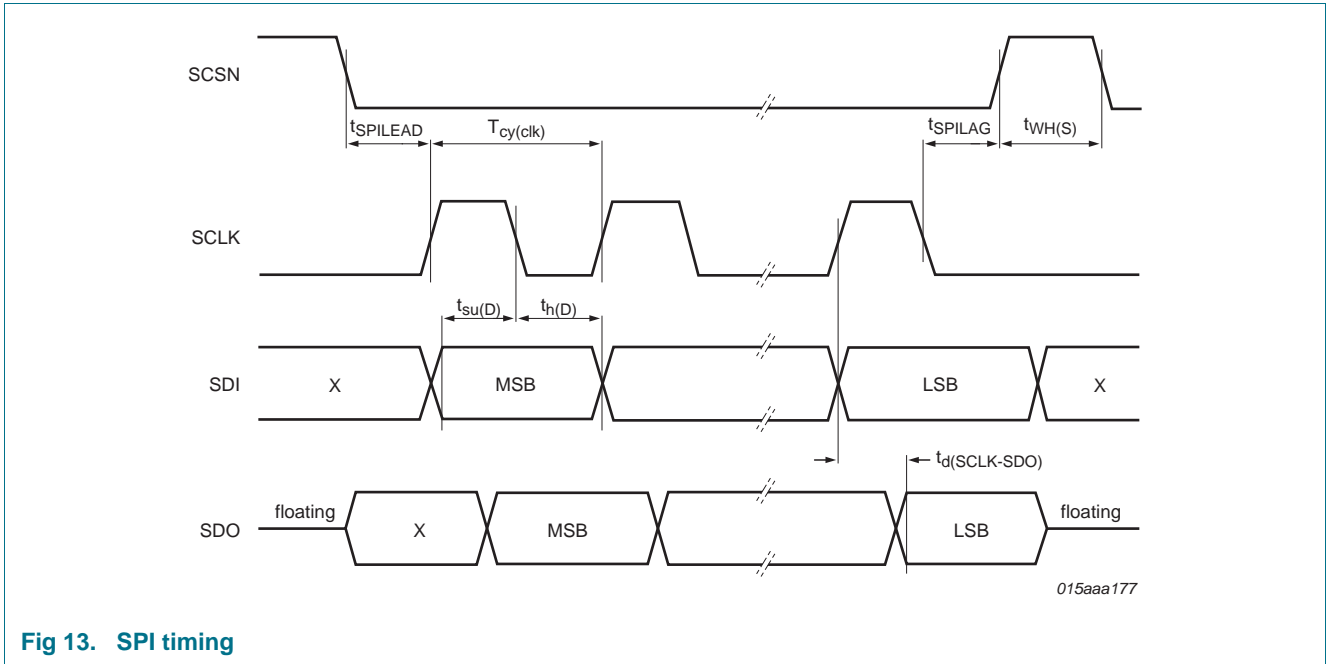 SCSN
tSPILEAD
Tcy(clk)
tSPILAG
tWH(S)
SCLK
tsu(D)
th(D)
SDI
X
MSB
LSB
X
td(SCLK-SDO)
SDO
floating
X
MSB
LSB
floating
015aaa177
Fig 13. SPI timing